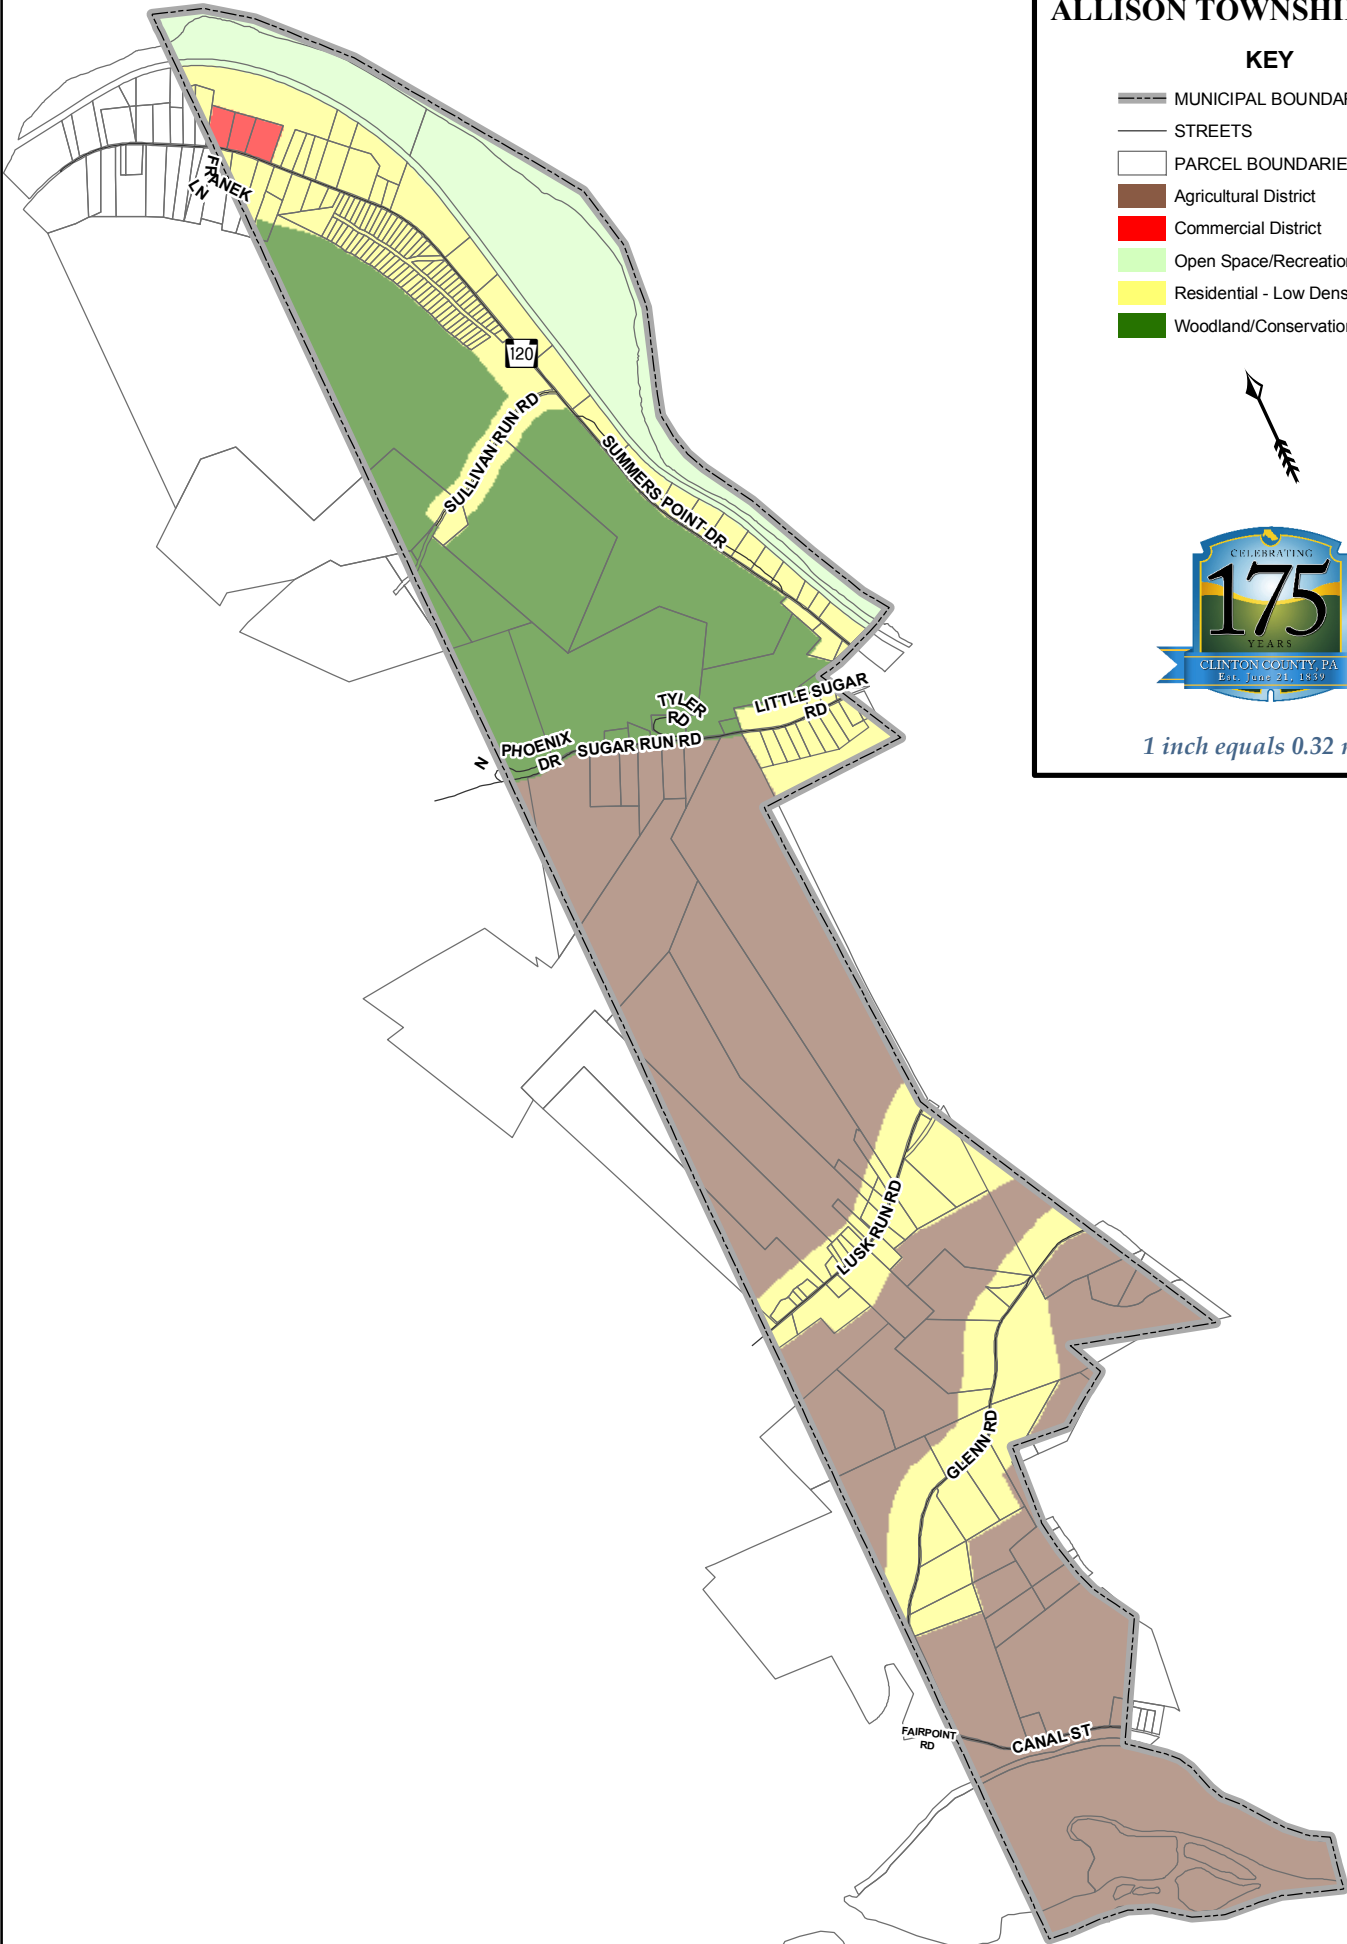 ALLISON TOWNSHI
KEY
MUNICIPAL BOUNDA
STREETS
PARCEL BOUNDARIE
Agricultural District
Commercial District
Open Space/Recreation
Residential - Low Dens
Woodland/Conservation
CELEBRATING
175
YEARS
CLINTON COUNTY, PA
Est. June 21, 1839
1 inch equals 0.32
FRANEK
LN
120
SULLIVAN RUN RD
SUMMERS POINT DR
TYLER
RD
LITTLE SUGAR
RD
N
PHOENIX
DR
SUGAR RUN RD
LUSK RUN RD
GLENN RD
FAIRPOINT
RD
CANAL ST